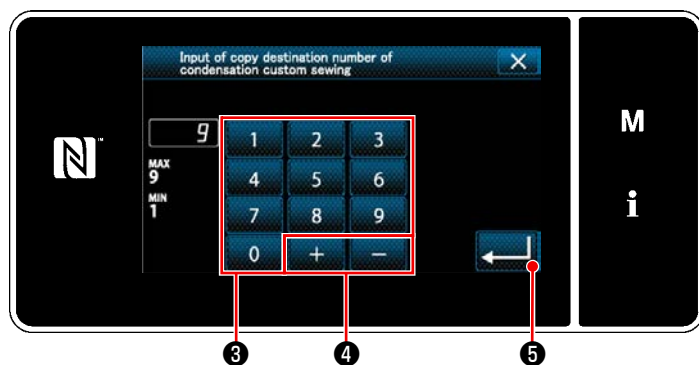 Input of copy destination number of
condensation custom sewing
9
MAX
9
MIN
1
1 2 3
4 5 6
7 8 9
0 + −
M
i
N
❸ ❹ ❺